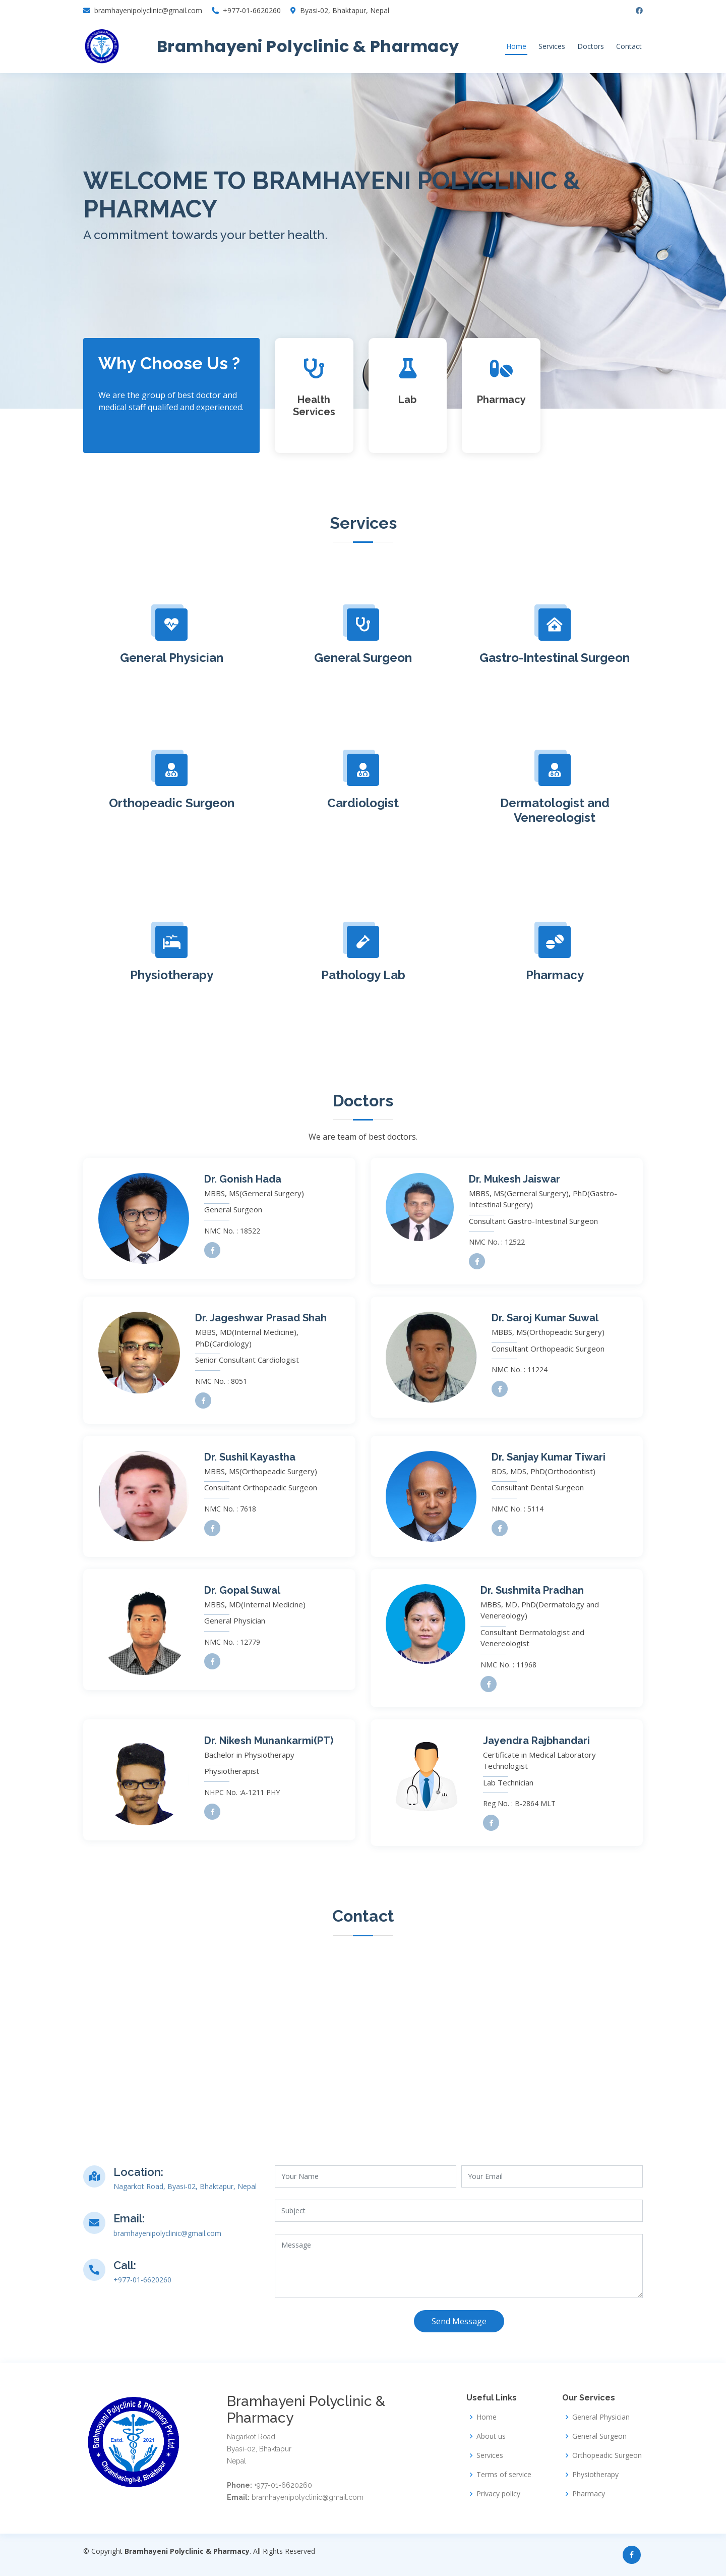 bramhayenipolyclinic@gmail.com +977-01-6620260 Byasi-02, Bhaktapur, Nepal
Bramhayeni Polyclinic & Pharmacy
Home Services Doctors Contact
WELCOME TO BRAMHAYENI POLYCLINIC &
PHARMACY
A commitment towards your better health.
Why Choose Us ?
We are the group of best doctor and
medical staff qualifed and experienced.
Health
Services
Lab
Pharmacy
Services
General Physician
General Surgeon
Gastro-Intestinal Surgeon
Orthopeadic Surgeon
Cardiologist
Dermatologist and
Venereologist
Physiotherapy
Pathology Lab
Pharmacy
Doctors
We are team of best doctors.
Dr. Gonish Hada
MBBS, MS(Gerneral Surgery)
General Surgeon
NMC No. : 18522
Dr. Mukesh Jaiswar
MBBS, MS(Gerneral Surgery), PhD(Gastro-
Intestinal Surgery)
Consultant Gastro-Intestinal Surgeon
NMC No. : 12522
Dr. Jageshwar Prasad Shah
MBBS, MD(Internal Medicine),
PhD(Cardiology)
Senior Consultant Cardiologist
NMC No. : 8051
Dr. Saroj Kumar Suwal
MBBS, MS(Orthopeadic Surgery)
Consultant Orthopeadic Surgeon
NMC No. : 11224
Dr. Sushil Kayastha
MBBS, MS(Orthopeadic Surgery)
Consultant Orthopeadic Surgeon
NMC No. : 7618
Dr. Sanjay Kumar Tiwari
BDS, MDS, PhD(Orthodontist)
Consultant Dental Surgeon
NMC No. : 5114
Dr. Gopal Suwal
MBBS, MD(Internal Medicine)
General Physician
NMC No. : 12779
Dr. Sushmita Pradhan
MBBS, MD, PhD(Dermatology and
Venereology)
Consultant Dermatologist and
Venereologist
NMC No. : 11968
Dr. Nikesh Munankarmi(PT)
Bachelor in Physiotherapy
Physiotherapist
NHPC No. :A-1211 PHY
Jayendra Rajbhandari
Certificate in Medical Laboratory
Technologist
Lab Technician
Reg No. : B-2864 MLT
Contact
Location:
Nagarkot Road, Byasi-02, Bhaktapur, Nepal
Email:
bramhayenipolyclinic@gmail.com
Call:
+977-01-6620260
Your Name
Your Email
Subject
Message
Send Message
Brahmayeni Polyclinic & Pharmacy Pvt. Ltd.
Estd. 2021
Chyamhasingh-8, Bhaktapur
Bramhayeni Polyclinic &
Pharmacy
Nagarkot Road
Byasi-02, Bhaktapur
Nepal
Phone: +977-01-6620260
Email: bramhayenipolyclinic@gmail.com
Useful Links
Home
About us
Services
Terms of service
Privacy policy
Our Services
General Physician
General Surgeon
Orthopeadic Surgeon
Physiotherapy
Pharmacy
© Copyright Bramhayeni Polyclinic & Pharmacy. All Rights Reserved